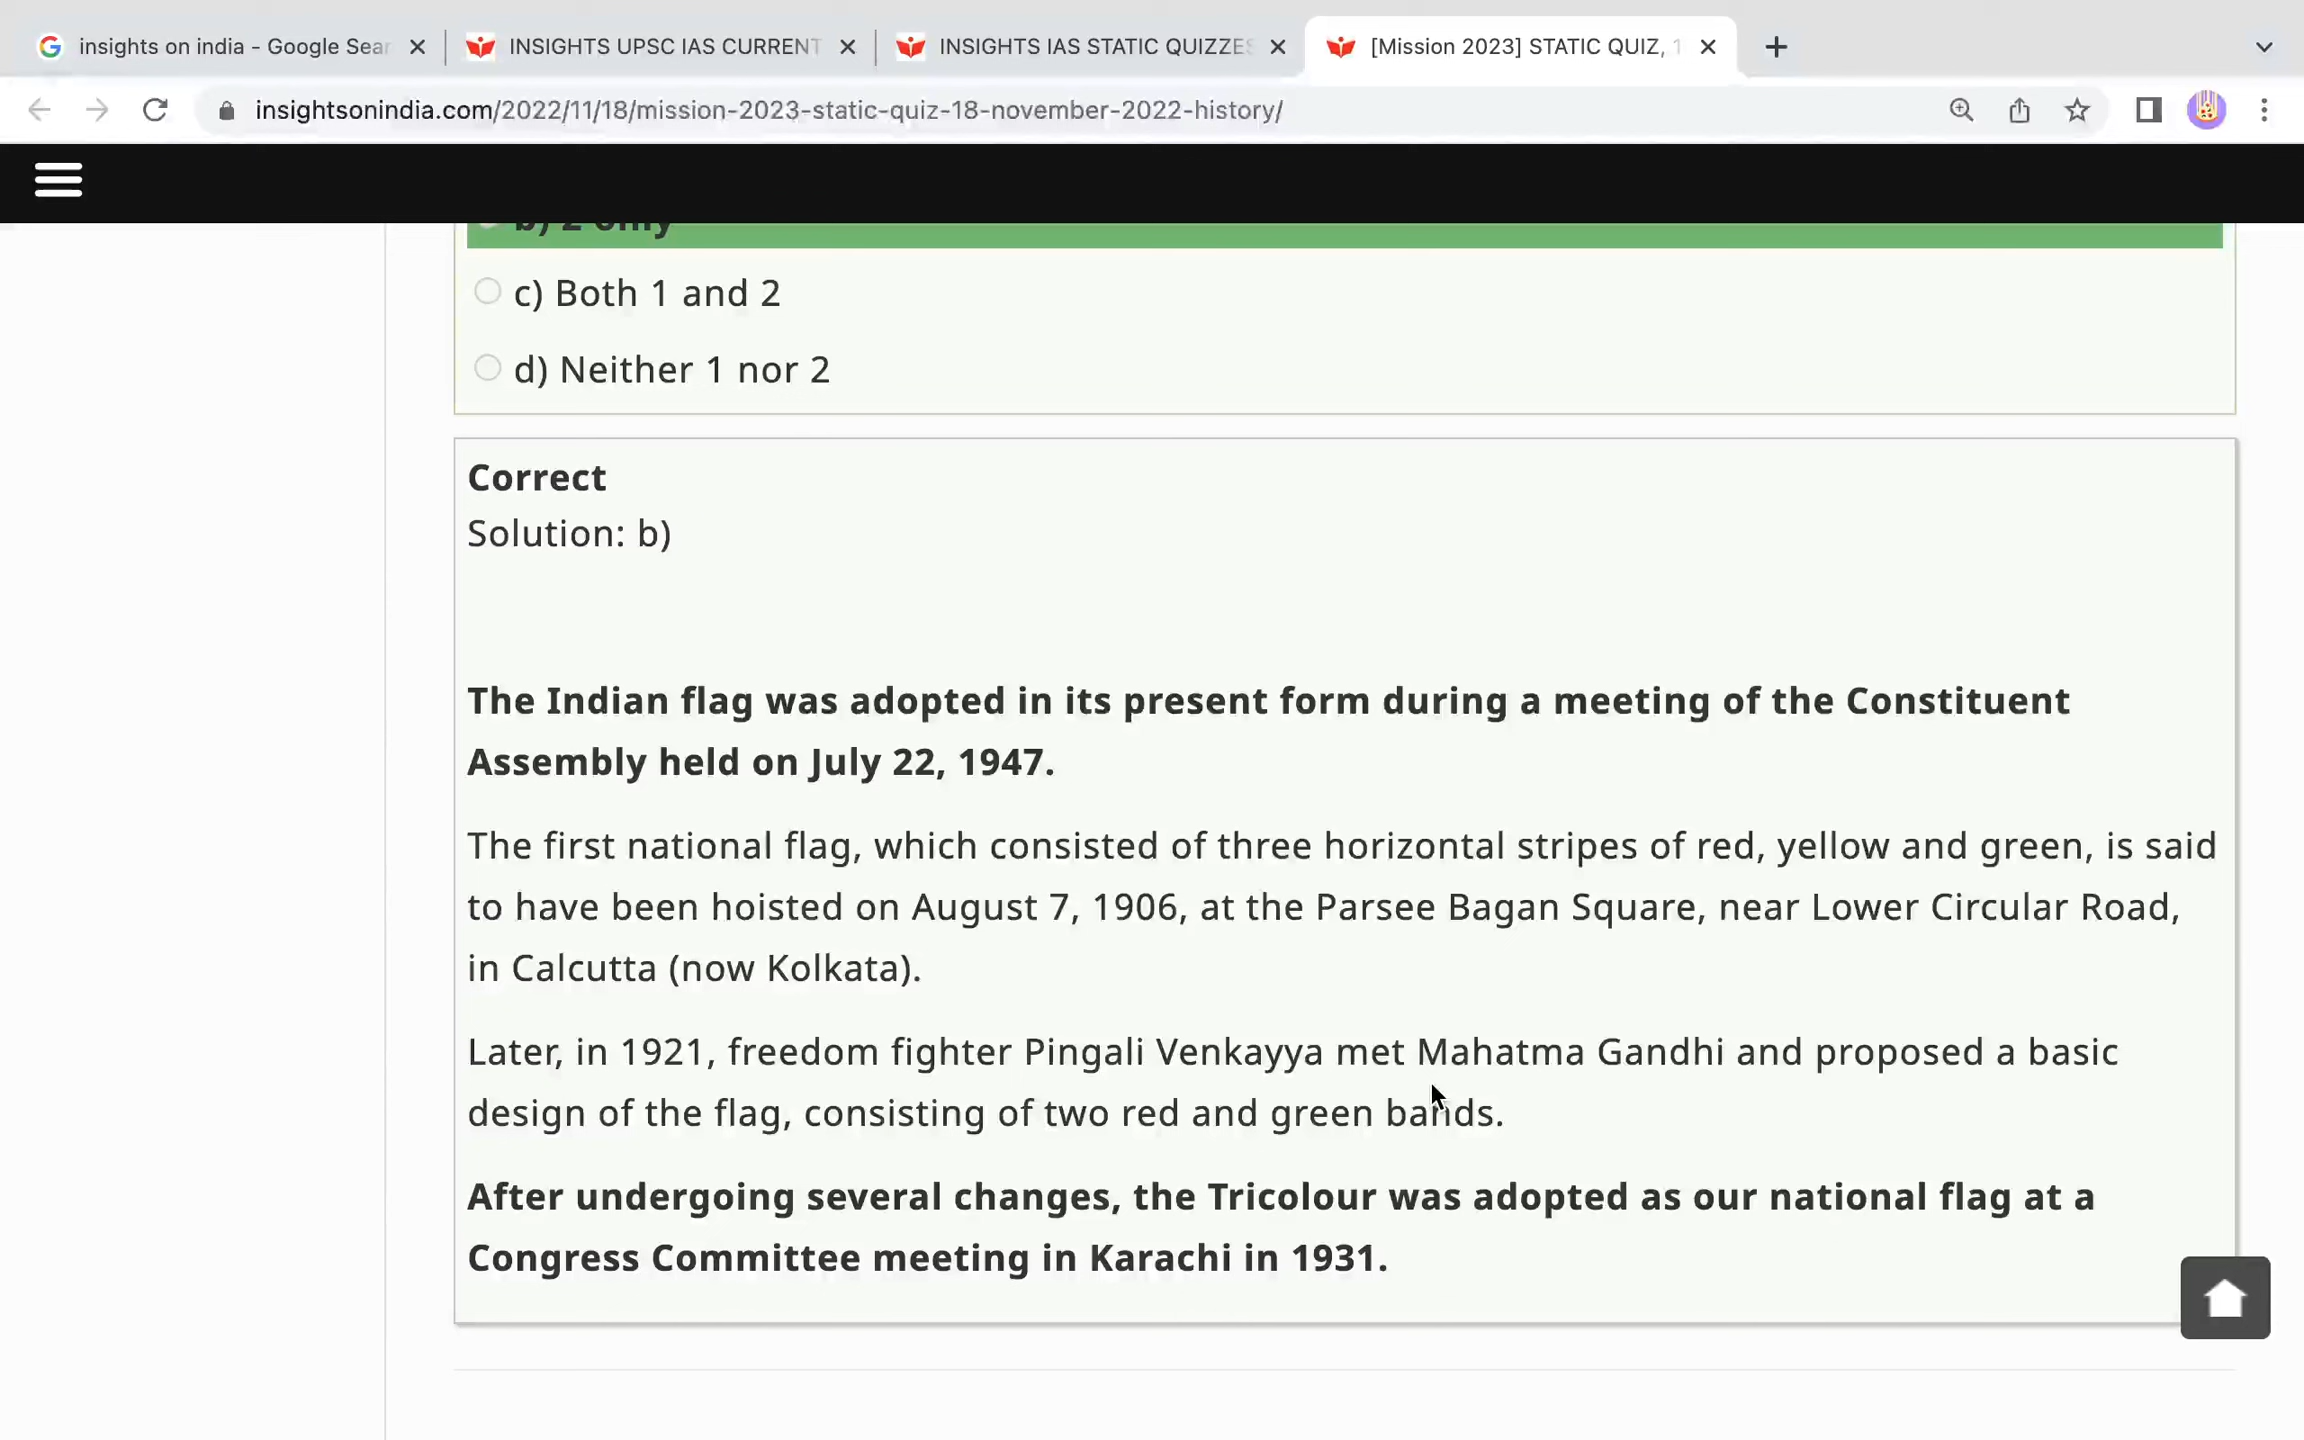 insights on india - Google Sear
INSIGHTS UPSC IAS CURRENT
INSIGHTS IAS STATIC QUIZZES
[Mission 2023] STATIC QUIZ, 1
insightsonindia.com/2022/11/18/mission-2023-static-quiz-18-november-2022-history/
b) 2 only
c) Both 1 and 2
d) Neither 1 nor 2
Correct
Solution: b)
The Indian flag was adopted in its present form during a meeting of the Constituent
Assembly held on July 22, 1947.
The first national flag, which consisted of three horizontal stripes of red, yellow and green, is said
to have been hoisted on August 7, 1906, at the Parsee Bagan Square, near Lower Circular Road,
in Calcutta (now Kolkata).
Later, in 1921, freedom fighter Pingali Venkayya met Mahatma Gandhi and proposed a basic
design of the flag, consisting of two red and green bands.
After undergoing several changes, the Tricolour was adopted as our national flag at a
Congress Committee meeting in Karachi in 1931.